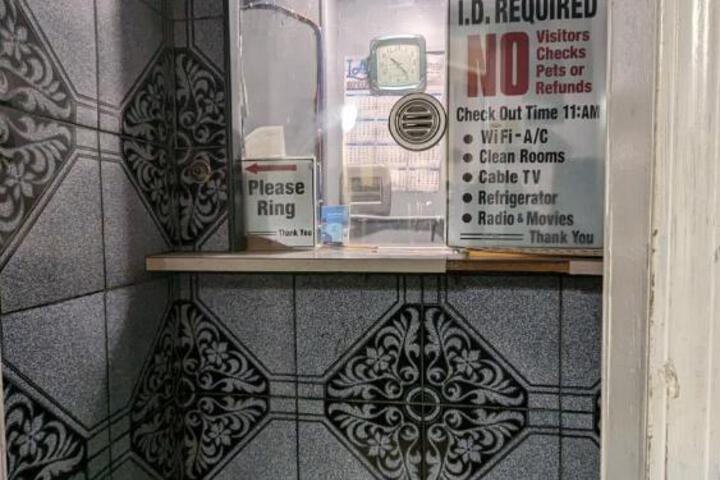 I.D. REQUIRED
NO Visitors
Checks
Pets or
Refunds
Check Out Time 11:AM
• WiFi-A/C
• Clean Rooms
• Cable TV
• Refrigerator
• Radio & Movies
Thank You
Please
Ring
Thank You